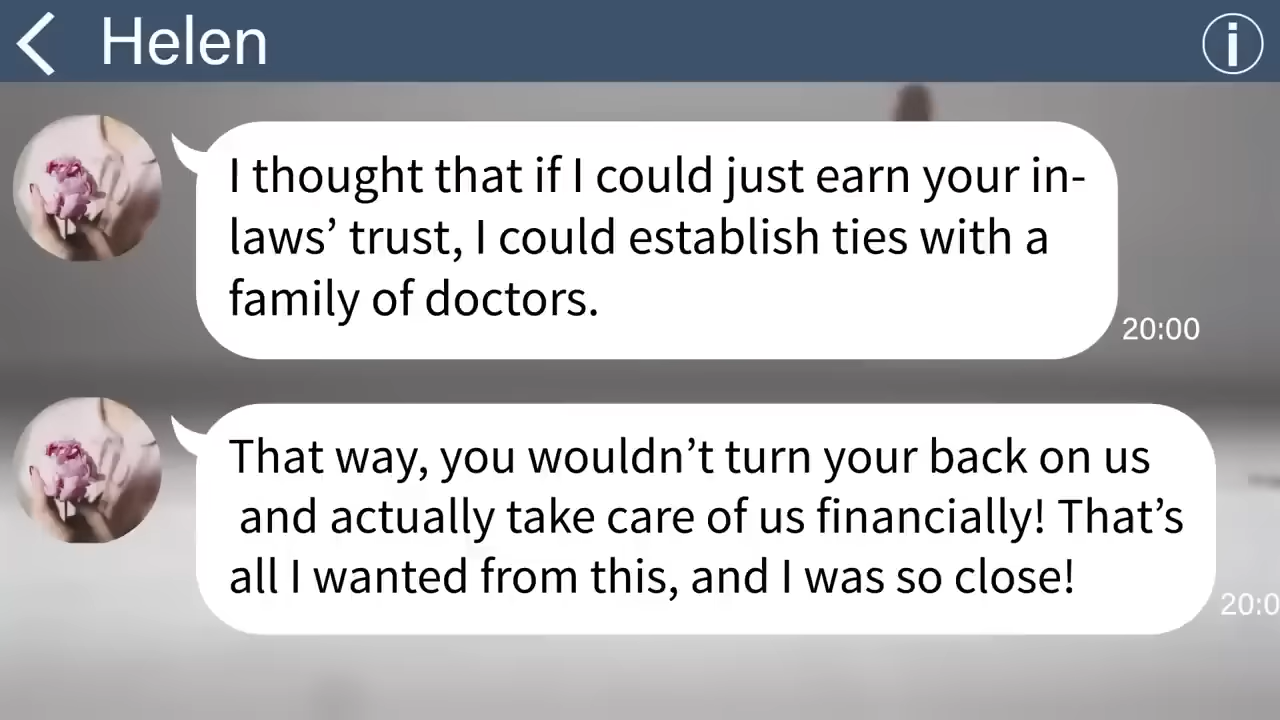 Helen
I thought that if I could just earn your in-
laws’ trust, I could establish ties with a
family of doctors.
20:00
That way, you wouldn’t turn your back on us
and actually take care of us financially! That’s
all I wanted from this, and I was so close!
20:0